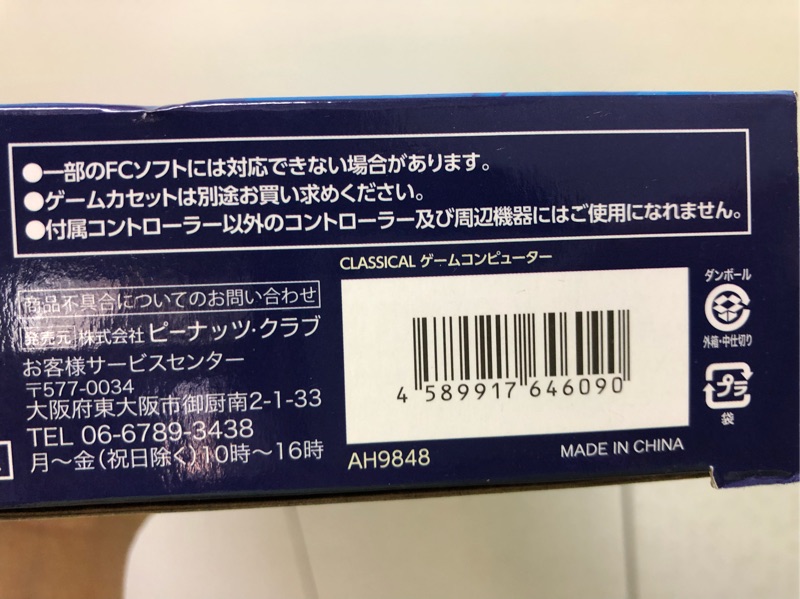 ●一部のFCソフトには対応できない場合があります。
●ゲームカセットは別途お買い求めください。
●付属コントローラー以外のコントローラー及び周辺機器にはご使用になれません。
CLASSICAL ゲームコンピューター
商品不具合についてのお問い合わせ
発売元 株式会社ピーナッツ・クラブ
お客様サービスセンター
〒577-0034
大阪府東大阪市御厨南2-1-33
TEL 06-6789-3438
月～金(祝日除く)10時～16時
4 589917 646090
AH9848
MADE IN CHINA
ダンボール
外箱・中仕切り
プラ
袋